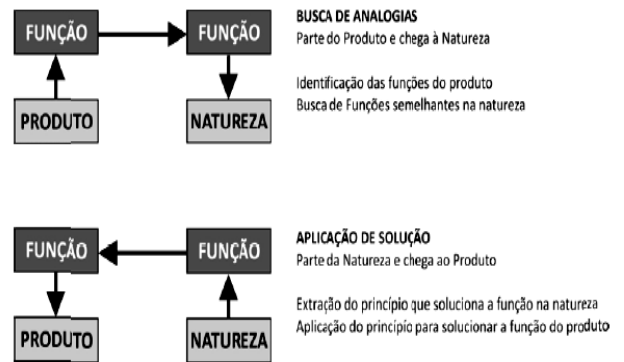 FUNÇÃO
FUNÇÃO
PRODUTO
NATUREZA
BUSCA DE ANALOGIAS
Parte do Produto e chega à Natureza
Identificação das funções do produto
Busca de Funções semelhantes na natureza
FUNÇÃO
FUNÇÃO
PRODUTO
NATUREZA
APLICAÇÃO DE SOLUÇÃO
Parte da Natureza e chega ao Produto
Extração do princípio que soluciona a função na natureza
Aplicação do princípio para solucionar a função do produto